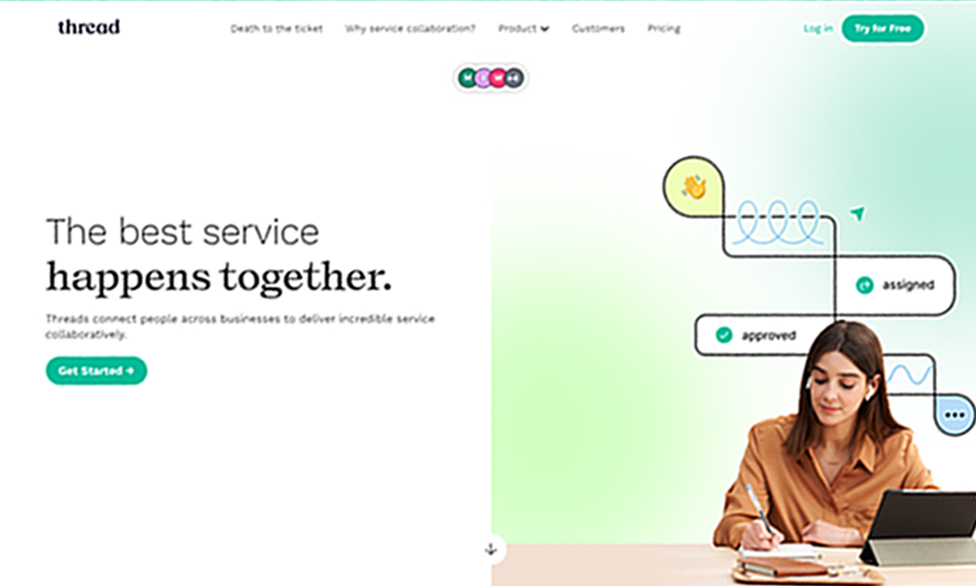 thread
Death to the ticket
Why service collaboration?
Product
Customers
Pricing
Log in
Try for Free
The best service
happens together.
Threads connect people across businesses to deliver incredible service
collaboratively.
Get Started →
assigned
approved